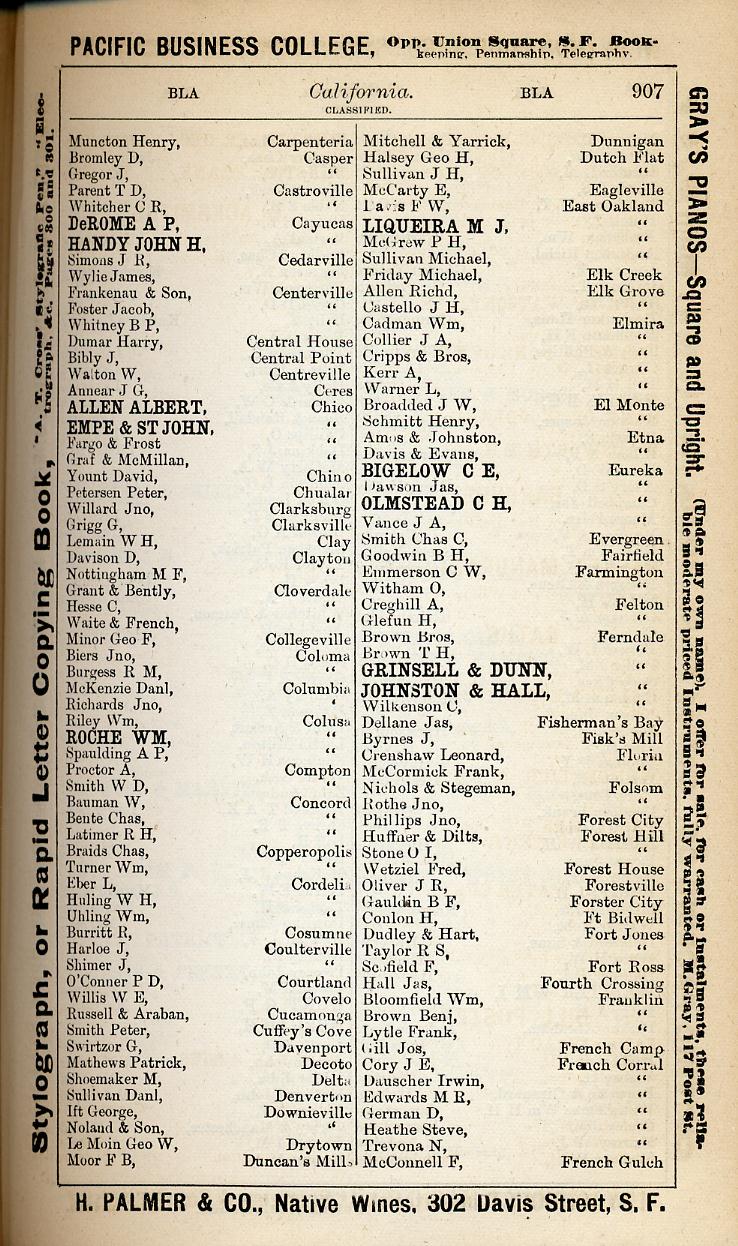 PACIFIC BUSINESS COLLEGE, Opp. Union Square, S. F. Book-
keeping, Penmanship, Telegraphy.
BLA California. BLA 907
CLASSIFIED.
Muncton Henry, Carpenteria
Bromley D, Casper
Gregor J, “
Parent T D, Castroville
Whitcher C R, “
DeROME A P, Cayucas
HANDY JOHN H, “
Simons J R, Cedarville
Wylie James, “
Frankenau & Son, Centerville
Foster Jacob, “
Whitney B P, “
Dumar Harry, Central House
Bibly J, Central Point
Walton W, Centreville
Annear J G, Ceres
ALLEN ALBERT, Chico
EMPE & ST JOHN, “
Fargo & Frost “
Graf & McMillan, “
Yount David, Chino
Petersen Peter, Chualar
Willard Jno, Clarksburg
Grigg G, Clarksville
Lemain W H, Clay
Davison D, Clayton
Nottingham M F, “
Grant & Bently, Cloverdale
Hesse C, “
Waite & French, “
Minor Geo F, Collegeville
Biers Jno, Coloma
Burgess R M, “
McKenzie Danl, Columbia
Richards Jno, ‘
Riley Wm, Colusa
ROCHE WM, “
Spaulding A P, “
Proctor A, Compton
Smith W D, “
Bauman W, Concord
Bente Chas, “
Latimer R H, “
Braids Chas, Copperopolis
Turner Wm, “
Eber L, Cordelia
Huling W H, “
Uhling Wm, “
Burritt R, Cosumne
Harloe J, Coulterville
Shimer J, “
O'Conner P D, Courtland
Willis W E, Covelo
Russell & Araban, Cucamonga
Smith Peter, Cuffey's Cove
Swirtzor G, Davenport
Mathews Patrick, Decoto
Shoemaker M, Delta
Sullivan Danl, Denverton
Ift George, Downieville
Noland & Son, “
Le Moin Geo W, Drytown
Moor F B, Duncan's Mills
Mitchell & Yarrick, Dunnigan
Halsey Geo H, Dutch Flat
Sullivan J H, “
McCarty E, Eagleville
Davis F W, East Oakland
LIQUEIRA M J, “
McGrew P H, “
Sullivan Michael, “
Friday Michael, Elk Creek
Allen Richd, Elk Grove
Castello J H, “
Cadman Wm, Elmira
Collier J A, “
Cripps & Bros, “
Kerr A, “
Warner L, “
Broadded J W, El Monte
Schmitt Henry, “
Amos & Johnston, Etna
Davis & Evans, “
BIGELOW C E, Eureka
Dawson Jas, “
OLMSTEAD C H, “
Vance J A, “
Smith Chas C, Evergreen
Goodwin B H, Fairfield
Emmerson C W, Farmington
Witham O, “
Creghill A, Felton
Glefun H, “
Brown Bros, Ferndale
Brown T H, “
GRINSELL & DUNN, “
JOHNSTON & HALL, “
Wilkenson C, “
Dellane Jas, Fisherman's Bay
Byrnes J, Fisk's Mill
Crenshaw Leonard, Florin
McCormick Frank, “
Nichols & Stegeman, Folsom
Rothe Jno, “
Phillips Jno, Forest City
Huffner & Dilts, Forest Hill
Stone O I, “
Wetziel Fred, Forest House
Oliver J R, Forestville
Gauldin B F, Forster City
Conlon H, Ft Bidwell
Dudley & Hart, Fort Jones
Taylor R S, “
Scofield F, Fort Ross
Hall Jas, Fourth Crossing
Bloomfield Wm, Franklin
Brown Benj, “
Lytle Frank, “
Gill Jos, French Camp
Cory J E, French Corral
Dauscher Irwin, “
Edwards M R, “
German D, “
Heathe Steve, “
Trevona N, “
McConnell F, French Gulch
Stylograph, or Rapid Letter Copying Book, “A. T. Cross' Stylografic Pen,” “Elec-
trograph, &c. Pages 300 and 301.
GRAY'S PIANOS—Square and Upright. (Under my own name). I offer for sale, for cash or instalments, these relia-
ble moderate priced Instruments, fully warranted. M. Gray, 117 Post St.
H. PALMER & CO., Native Wines, 302 Davis Street, S. F.